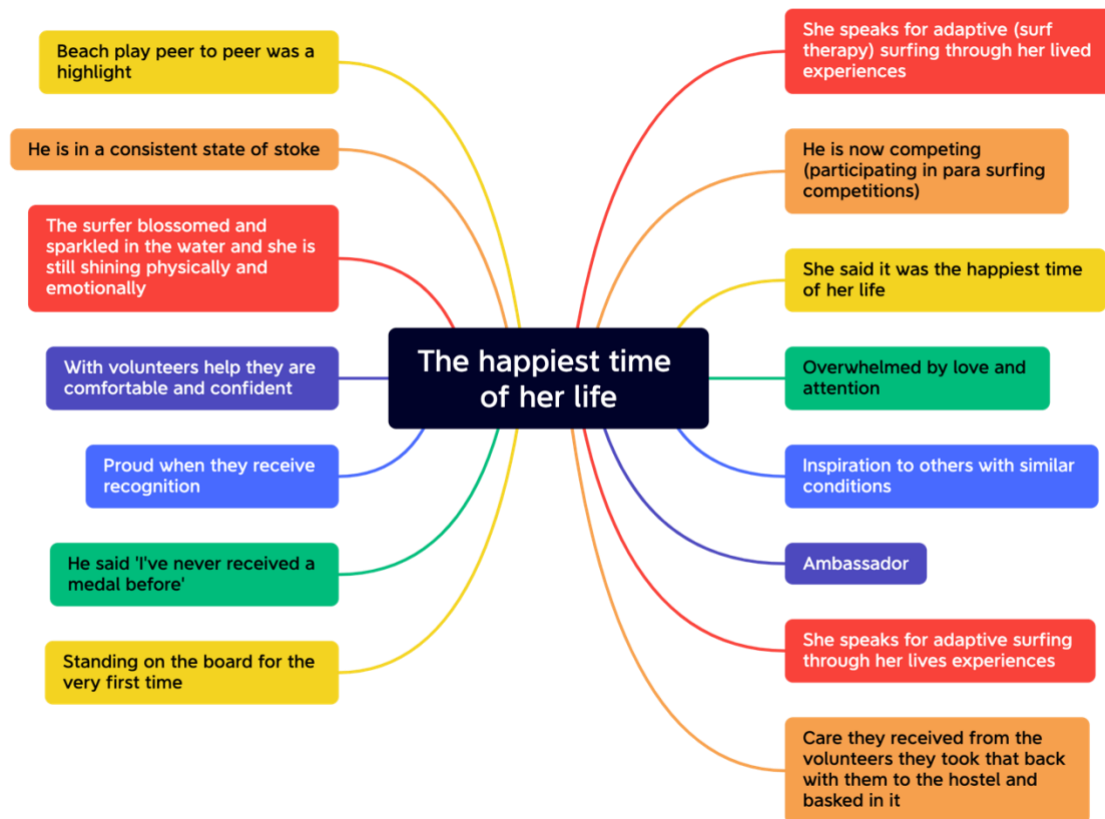 Beach play peer to peer was a
highlight
He is in a consistent state of stoke
The surfer blossomed and
sparkled in the water and she is
still shining physically and
emotionally
With volunteers help they are
comfortable and confident
Proud when they receive
recognition
He said 'I've never received a
medal before'
Standing on the board for the
very first time
The happiest time
of her life
She speaks for adaptive (surf
therapy) surfing through her lived
experiences
He is now competing
(participating in para surfing
competitions)
She said it was the happiest time
of her life
Overwhelmed by love and
attention
Inspiration to others with similar
conditions
Ambassador
She speaks for adaptive surfing
through her lives experiences
Care they received from the
volunteers they took that back
with them to the hostel and
basked in it